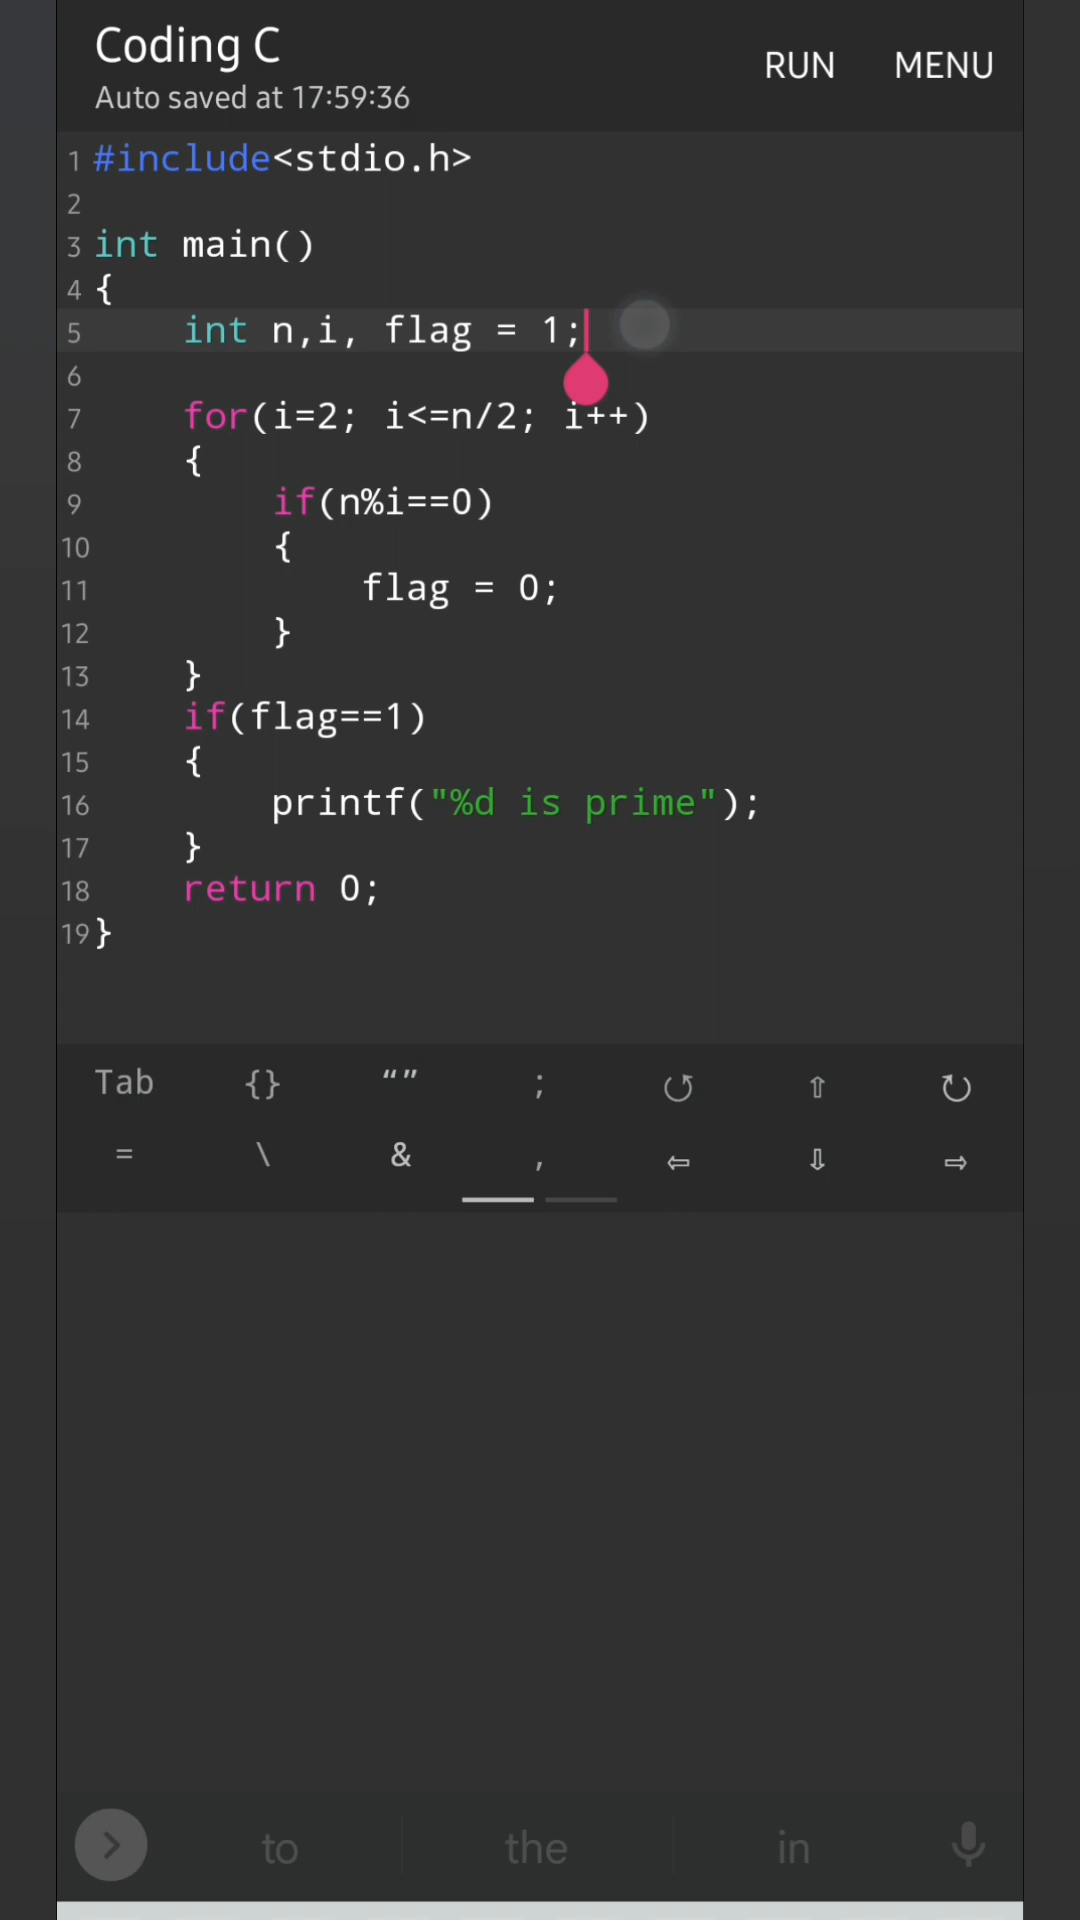 Coding C
Auto saved at 17:59:36
RUN MENU
1 #include<stdio.h>
2
3 int main()
4 {
5     int n,i, flag = 1;
6
7     for(i=2; i<=n/2; i++)
8     {
9         if(n%i==0)
10         {
11             flag = 0;
12         }
13     }
14     if(flag==1)
15     {
16         printf("%d is prime");
17     }
18     return 0;
19 }
Tab {} “” ; ↺ ⇧ ↻
= \ & , ⇦ ⇩ ⇨
to the in